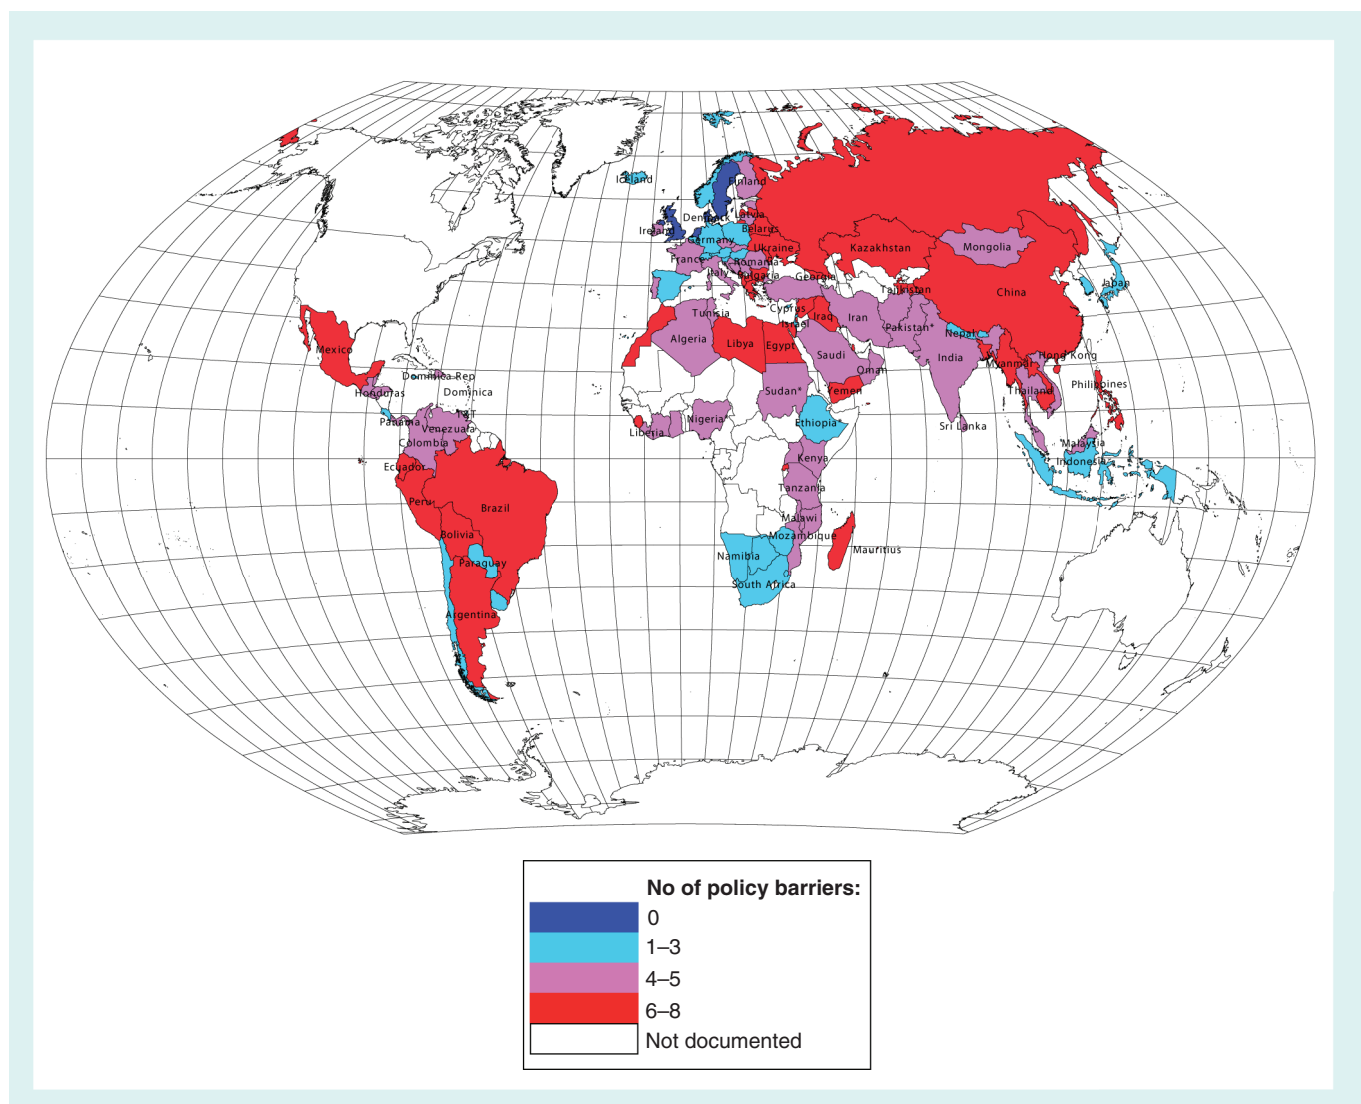 Iceland
Finland
Denmark
Latvia
Ireland
Belarus
Germany
Ukraine
Kazakhstan
Mongolia
France
Romania
Italy
Bulgaria
Georgia
Tajikistan
Japan
China
Tunisia
Cyprus
Israel
Iraq
Iran
Pakistan*
Nepal
Algeria
Libya
Egypt
Saudi
India
Hong Kong
Myanmar
Mexico
Oman
Dominica Rep
Honduras
Dominica
Sudan*
Yemen
Thailand
Philippines
Panama
T&T
Venezuala
Liberia
Nigeria*
Ethiopia*
Sri Lanka
Colombia
Malaysia
Ecuador
Kenya
Indonesia
Peru
Brazil
Tanzania
Malawi
Bolivia
Mozambique
Mauritius
Paraguay
Namibia
South Africa
Argentina
No of policy barriers:
0
1–3
4–5
6–8
Not documented